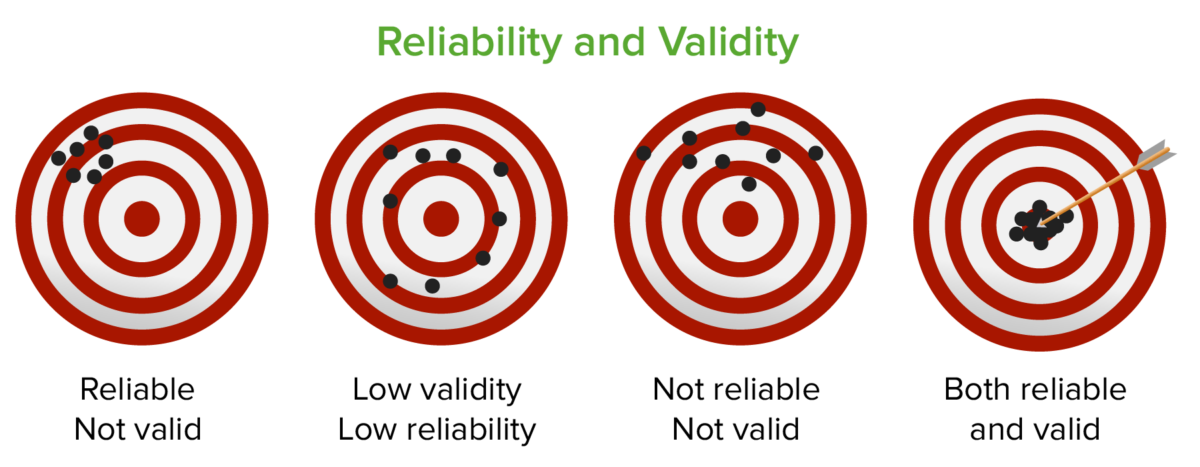 Reliability and Validity
Reliable
Not valid
Low validity
Low reliability
Not reliable
Not valid
Both reliable
and valid